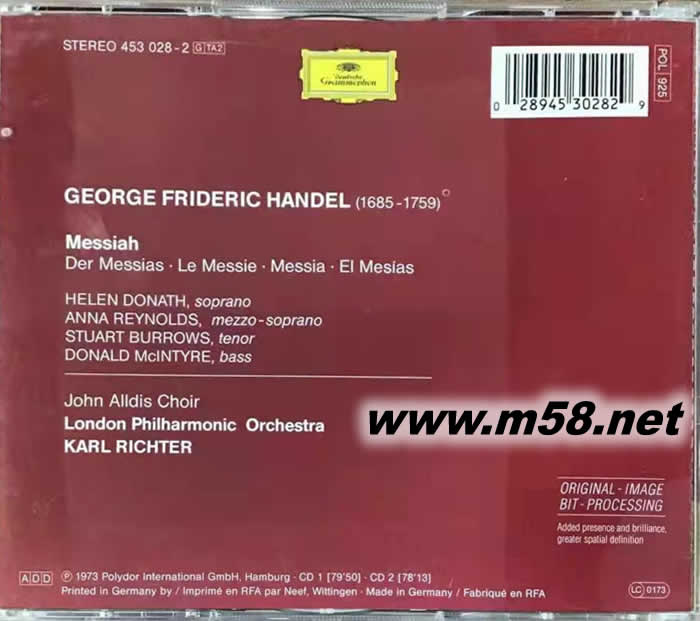 STEREO 453 028-2 G TA2
Deutsche
Grammophon
0 28945 30282 9
POL 925
GEORGE FRIDERIC HANDEL (1685-1759)
Messiah
Der Messias · Le Messie · Messia · El Mesías
HELEN DONATH, soprano
ANNA REYNOLDS, mezzo-soprano
STUART BURROWS, tenor
DONALD McINTYRE, bass
John Alldis Choir
London Philharmonic Orchestra
KARL RICHTER
www.m58.net
ORIGINAL-IMAGE
BIT-PROCESSING
Added presence and brilliance,
greater spatial definition
ADD ℗ 1973 Polydor International GmbH, Hamburg · CD 1 [79'50] · CD 2 [78'13]
Printed in Germany by / Imprimé en RFA par Neef, Wittingen · Made in Germany / Fabriqué en RFA
LC 0173